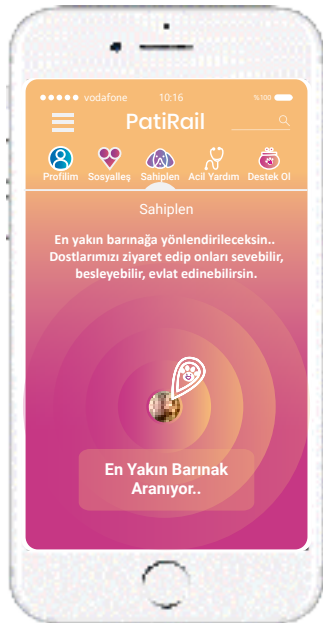 vodafone 10:16 %100
PatiRail
Profilim Sosyalleş Sahiplen Acil Yardım Destek Ol
Sahiplen
En yakın barınağa yönlendirileceksin..
Dostlarımızı ziyaret edip onları sevebilir,
besleyebilir, evlat edinebilirsin.
En Yakın Barınak
Aranıyor..